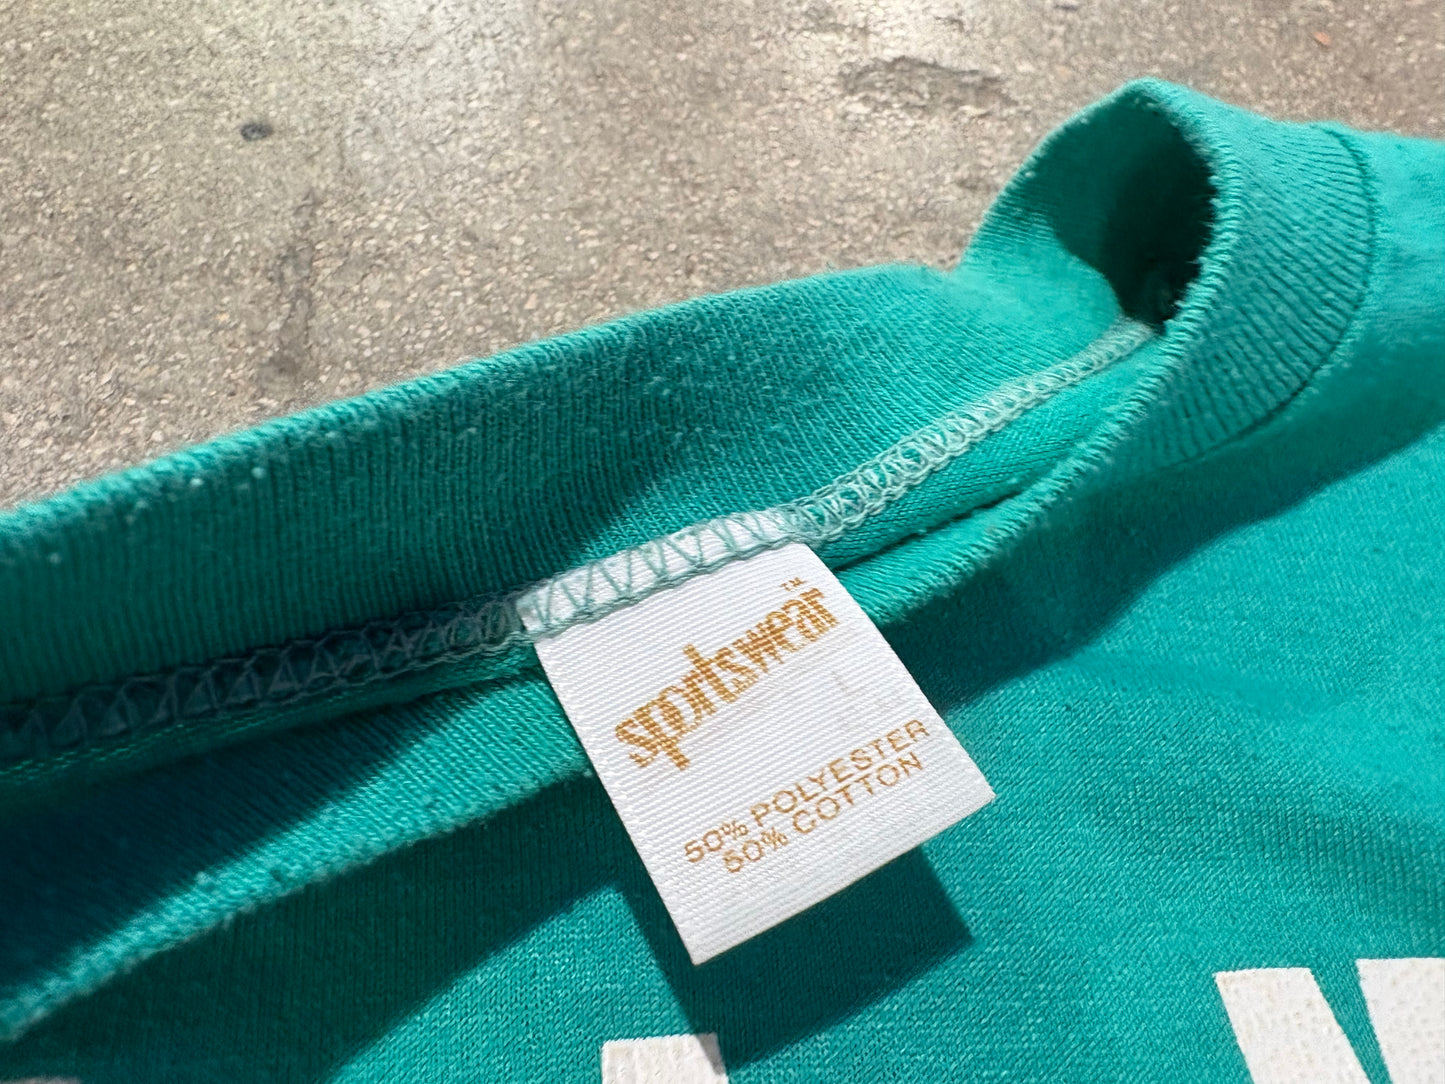 sportswear™
L
50% POLYESTER
50% COTTON